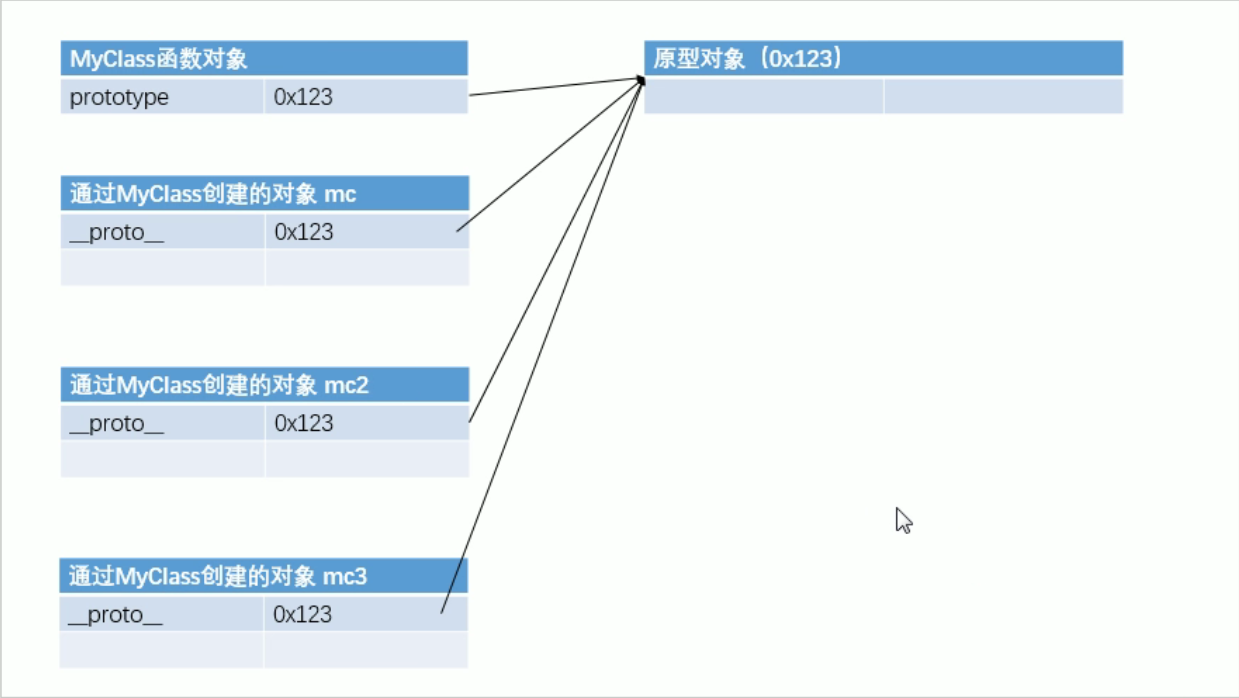 MyClass函数对象
prototype 0x123
原型对象（0x123）
通过MyClass创建的对象 mc
__proto__ 0x123
通过MyClass创建的对象 mc2
__proto__ 0x123
通过MyClass创建的对象 mc3
__proto__ 0x123